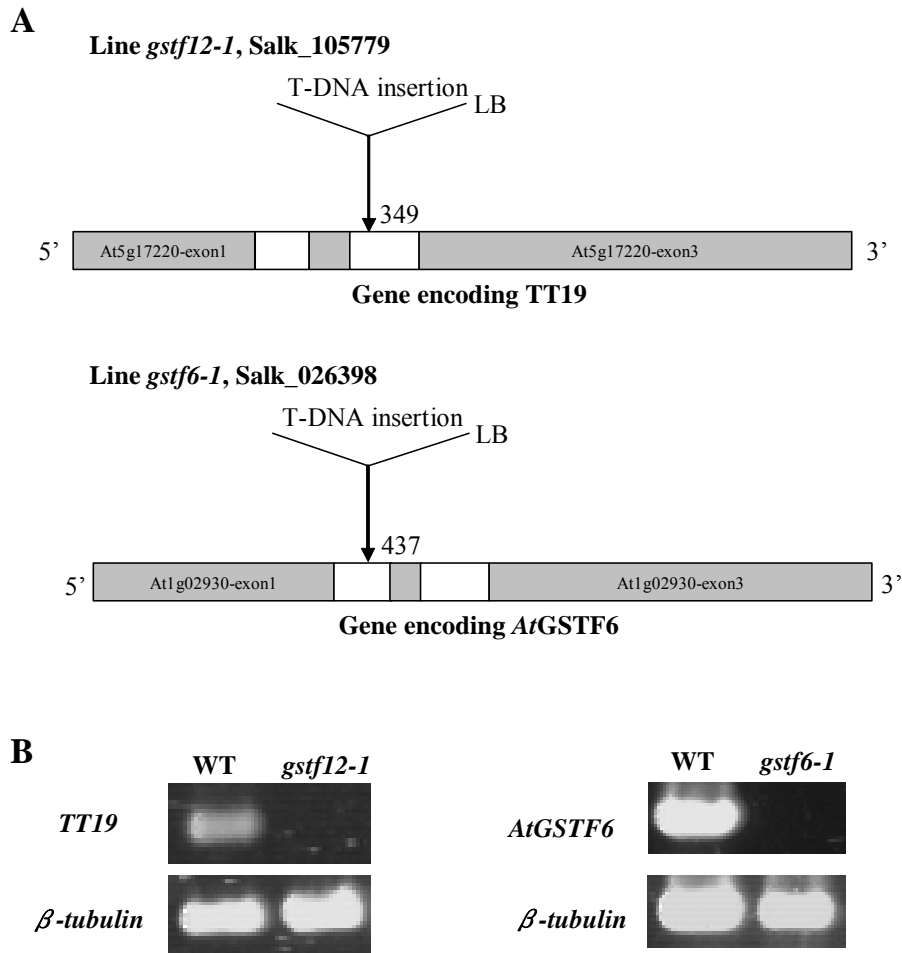 A
Line gstf12-1, Salk_105779
T-DNA insertion
LB
349
5’
At5g17220-exon1
At5g17220-exon3
3’
Gene encoding TT19
Line gstf6-1, Salk_026398
T-DNA insertion
LB
437
5’
At1g02930-exon1
At1g02930-exon3
3’
Gene encoding AtGSTF6
B
WT gstf12-1
TT19
β-tubulin
WT gstf6-1
AtGSTF6
β-tubulin